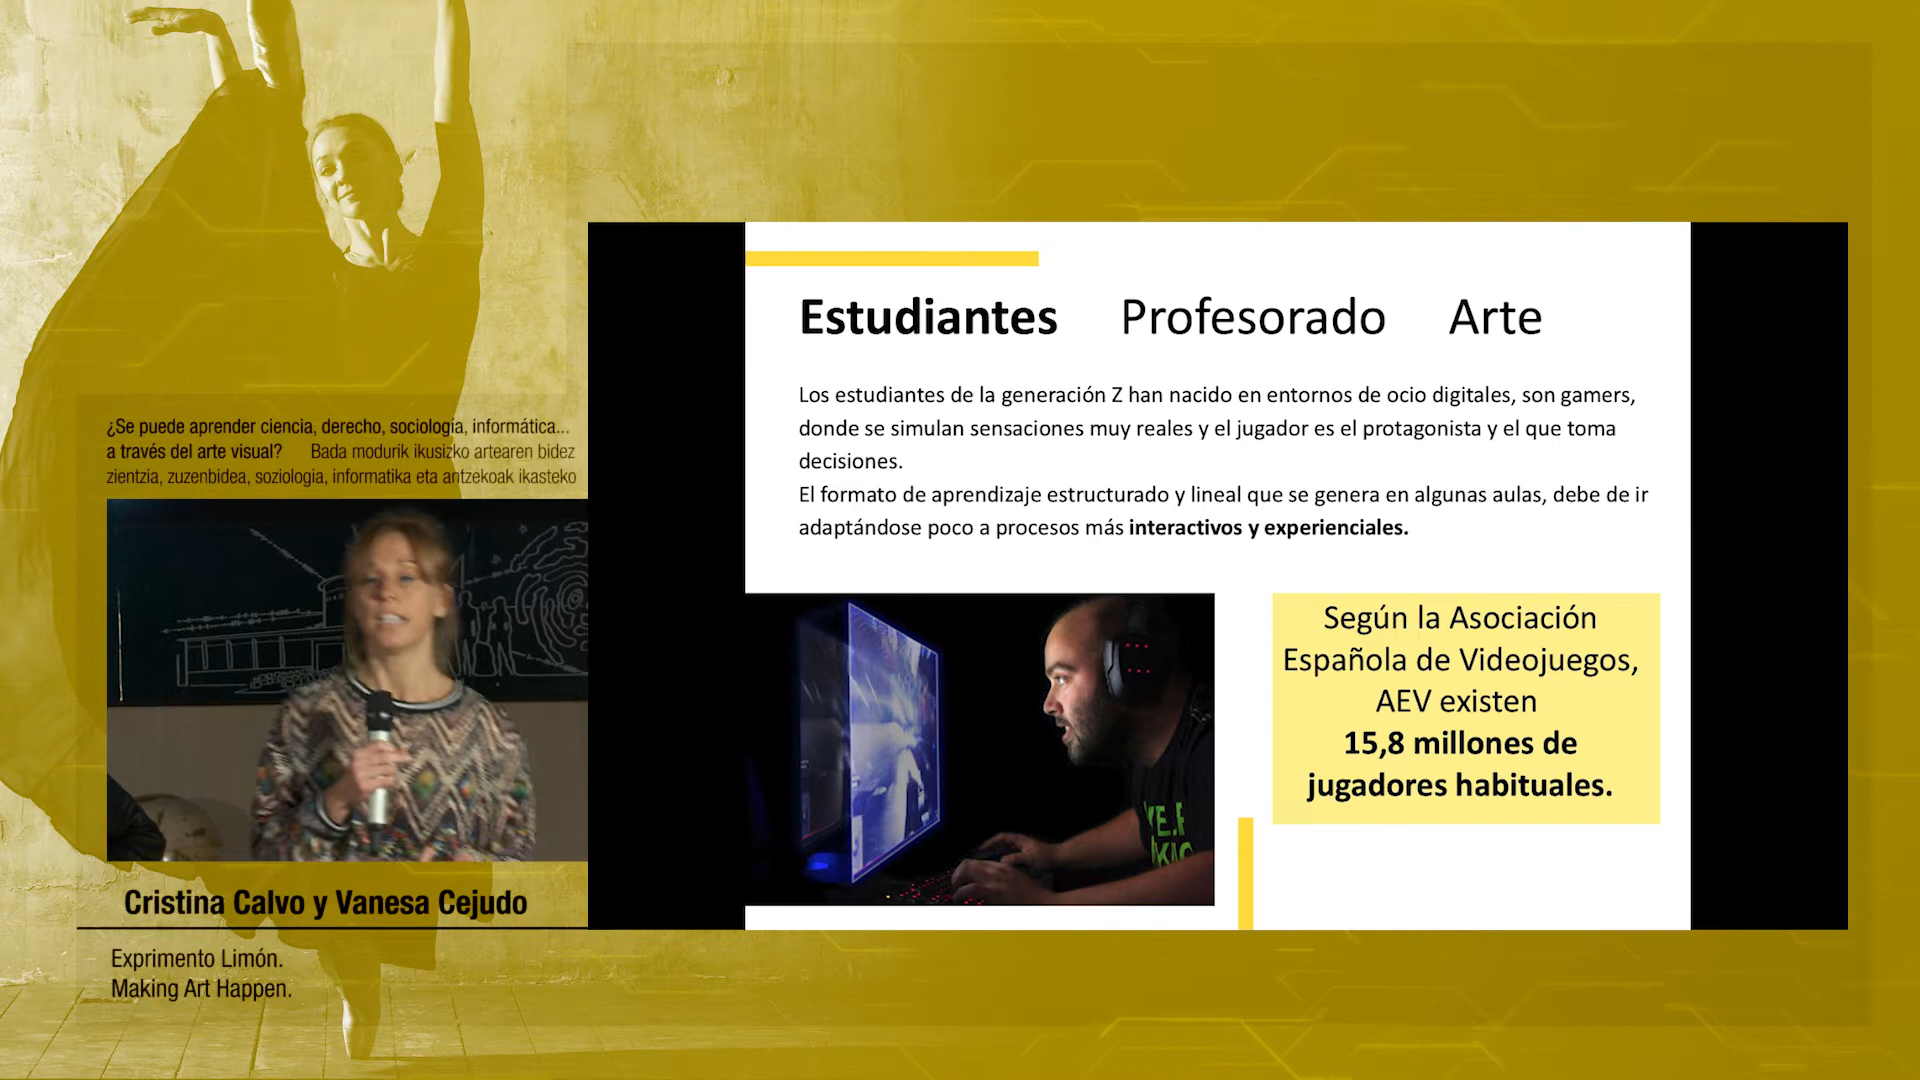 ¿Se puede aprender ciencia, derecho, sociología, informática...
a través del arte visual? Bada modurik ikusizko artearen bidez
zientzia, zuzenbidea, soziologia, informatika eta antzekoak ikasteko
Cristina Calvo y Vanesa Cejudo
Exprimento Limón.
Making Art Happen.
Estudiantes Profesorado Arte
Los estudiantes de la generación Z han nacido en entornos de ocio digitales, son gamers,
donde se simulan sensaciones muy reales y el jugador es el protagonista y el que toma
decisiones.
El formato de aprendizaje estructurado y lineal que se genera en algunas aulas, debe de ir
adaptándose poco a procesos más interactivos y experienciales.
Según la Asociación
Española de Videojuegos,
AEV existen
15,8 millones de
jugadores habituales.